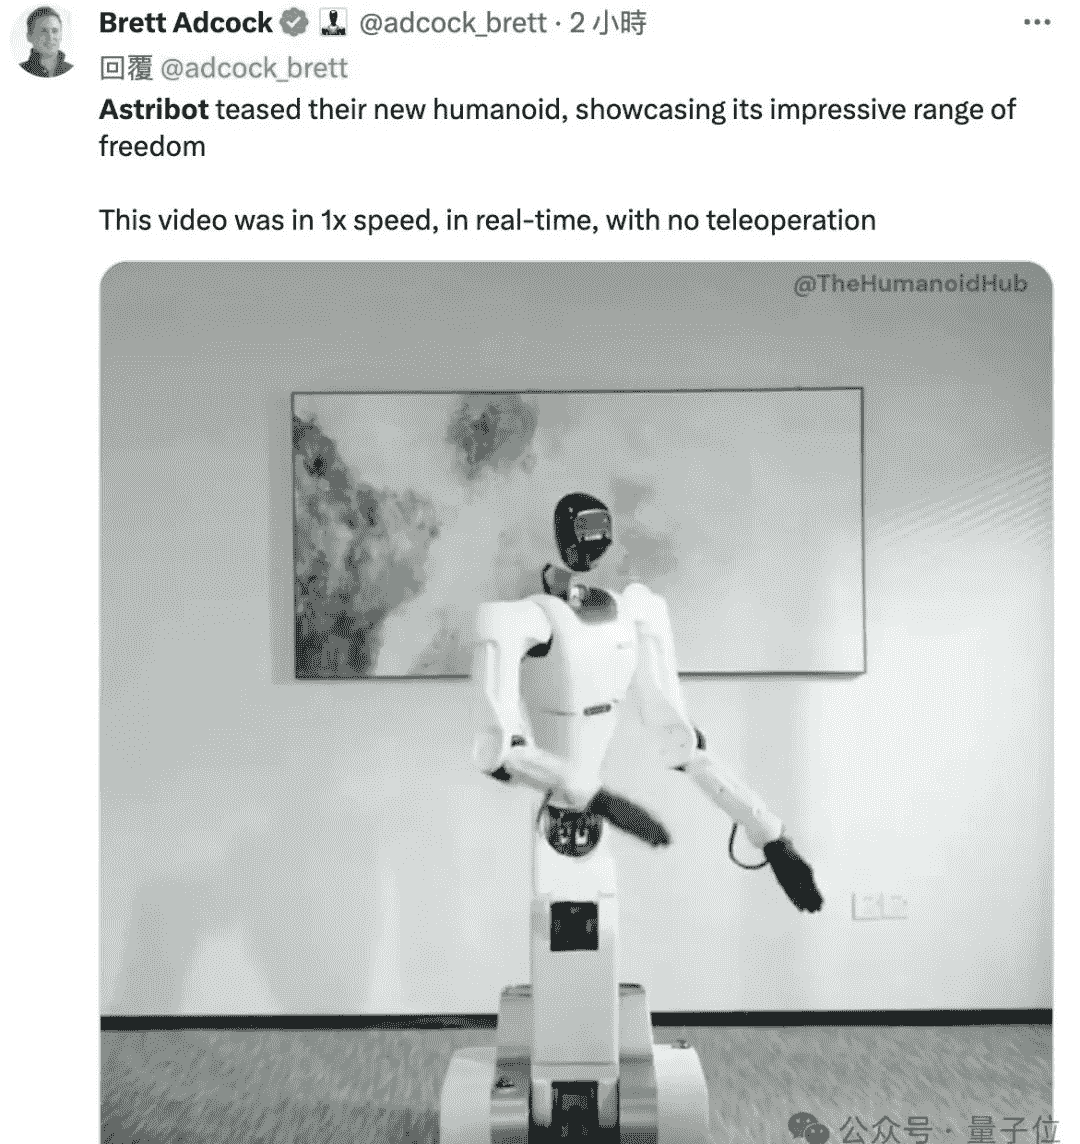 Brett Adcock @adcock_brett · 2 小時
回覆 @adcock_brett
Astribot teased their new humanoid, showcasing its impressive range of
freedom
This video was in 1x speed, in real-time, with no teleoperation
@TheHumanoidHub
公众号 · 量子位